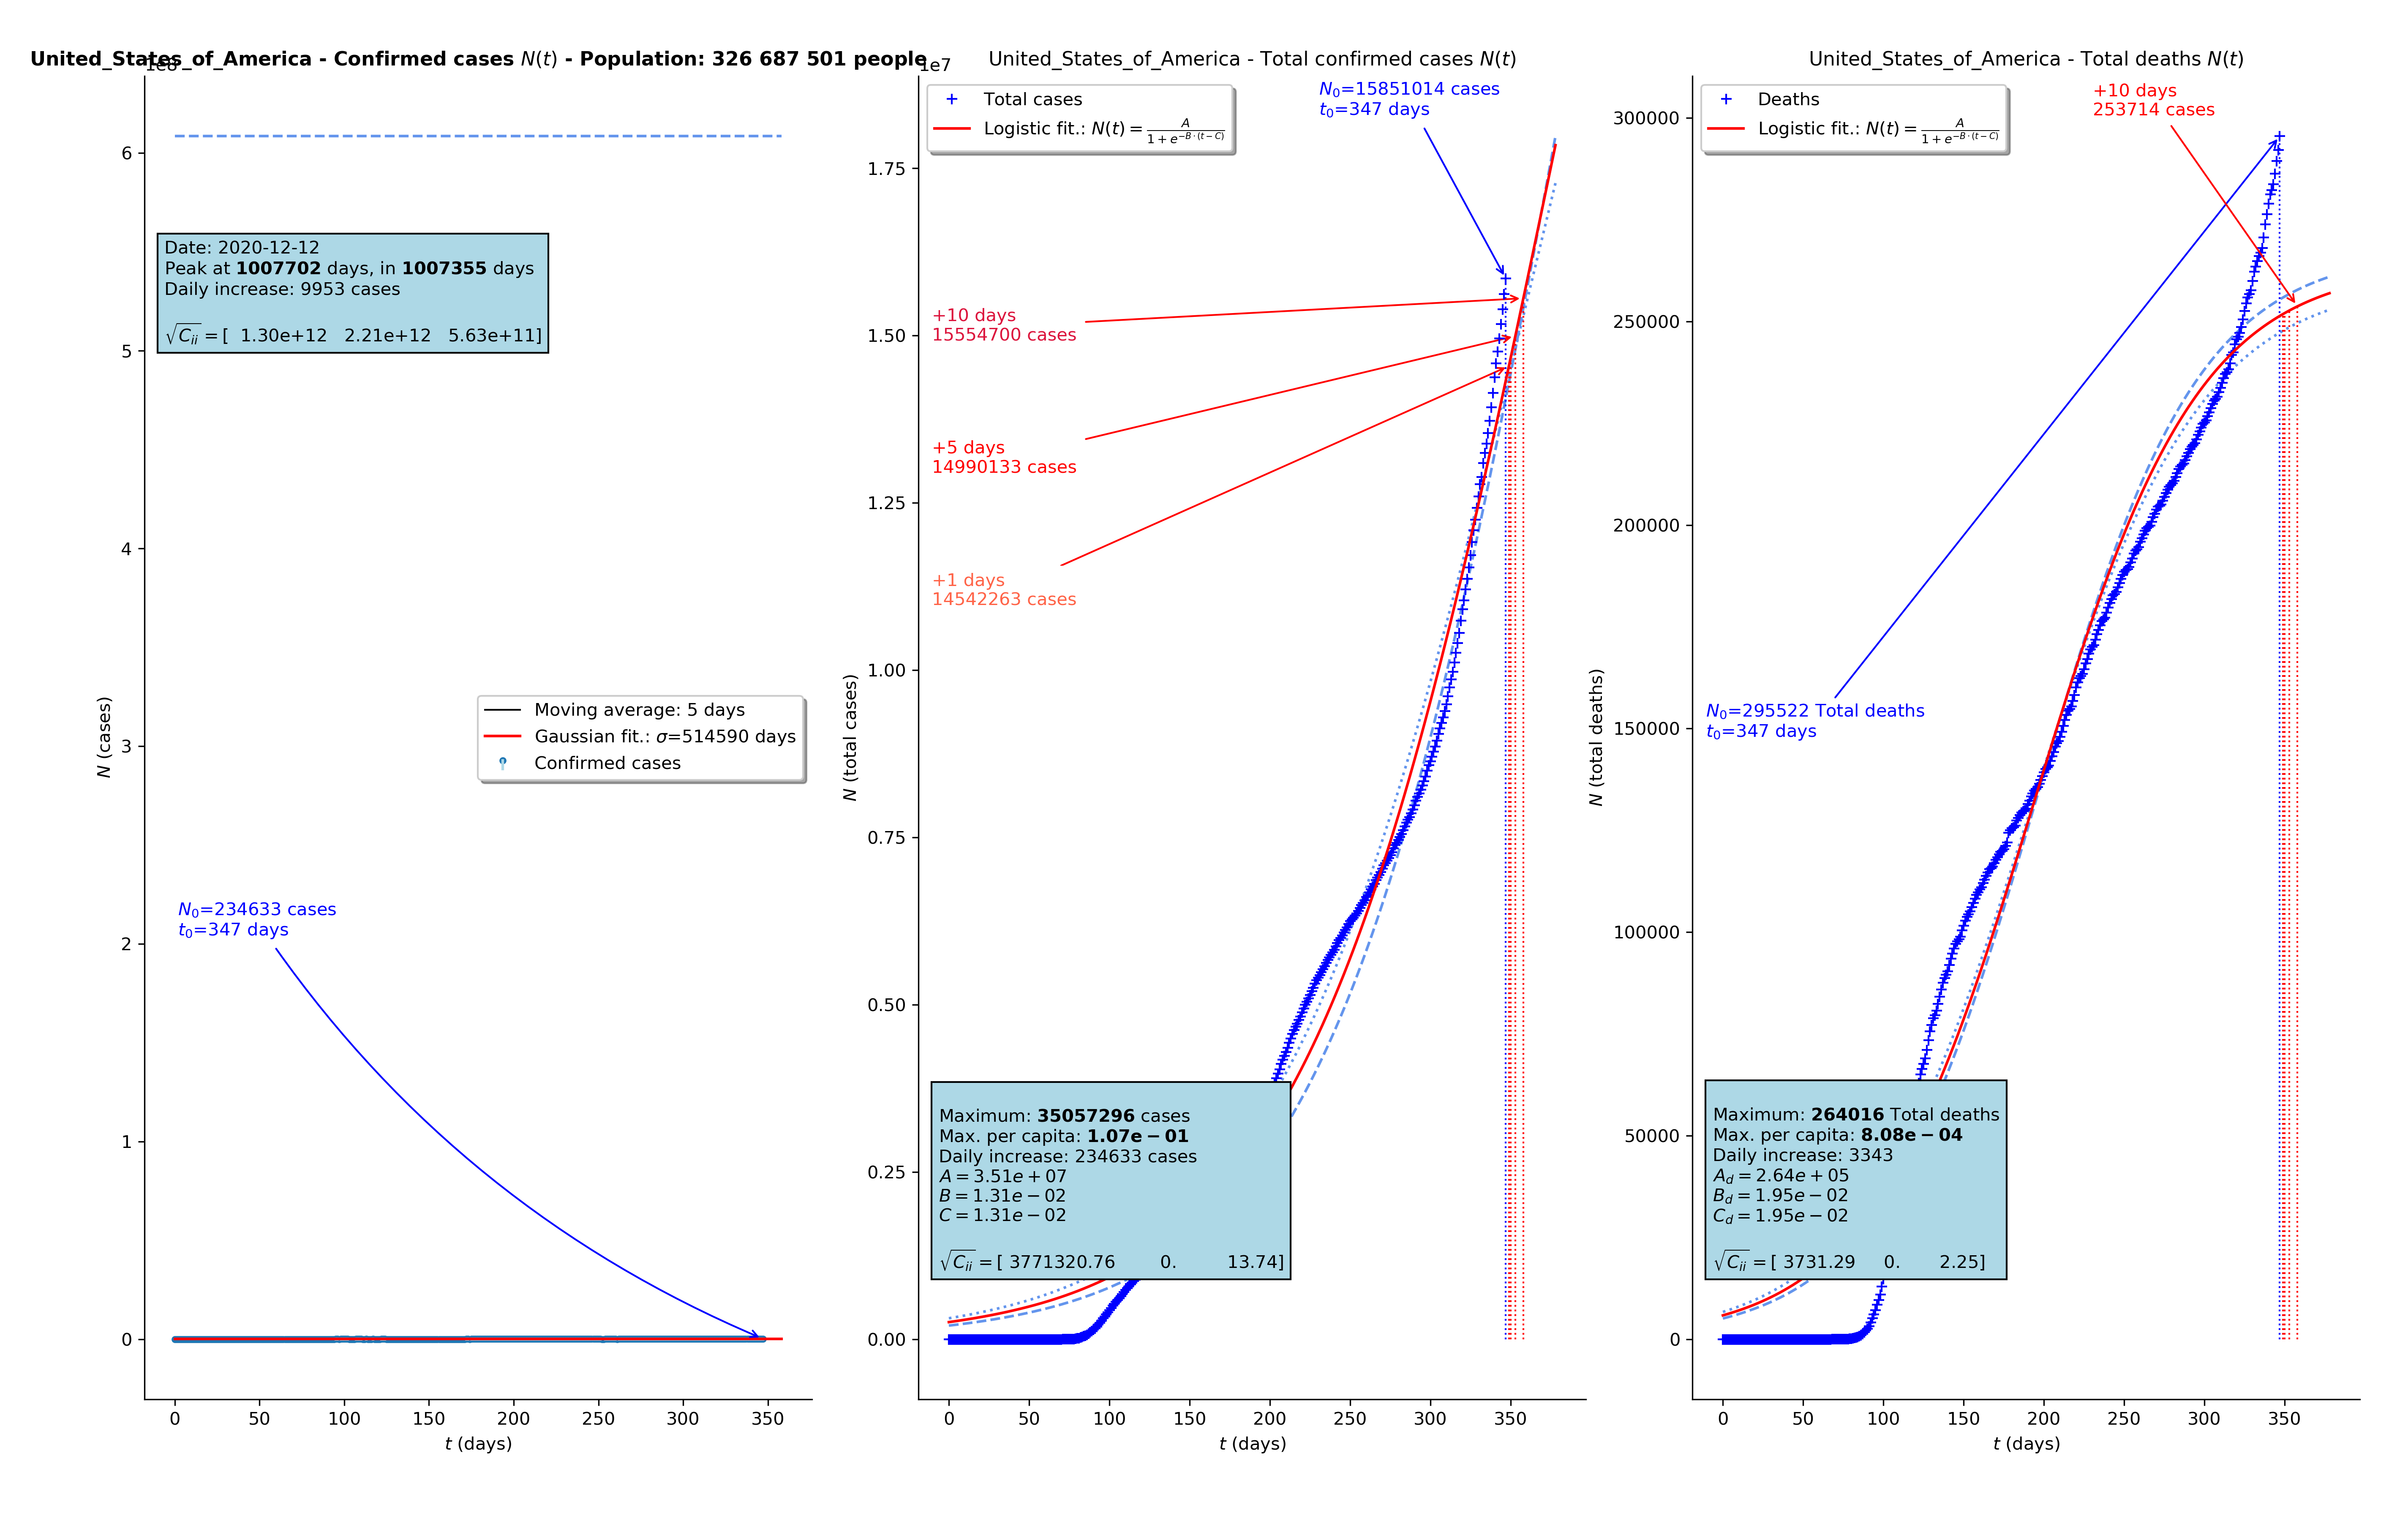 United_States_of_America - Confirmed cases N(t) - Population: 326 687 501 people
6
5
4
3
2
1
0
N (cases)
Date: 2020-12-12
Peak at 1007702 days, in 1007355 days
Daily increase: 9953 cases
√C_ii = [ 1.30e+12 2.21e+12 5.63e+11]
Moving average: 5 days
Gaussian fit.: σ=514590 days
Confirmed cases
N₀=234633 cases
t₀=347 days
0 50 100 150 200 250 300 350
t (days)
United_States_of_America - Total confirmed cases N(t)
1e7
Total cases
Logistic fit.: N(t) = A / (1 + e^{-B·(t-C)})
N₀=15851014 cases
t₀=347 days
1.75
1.50
1.25
1.00
0.75
0.50
0.25
0.00
N (total cases)
+10 days
15554700 cases
+5 days
14990133 cases
+1 days
14542263 cases
Maximum: 35057296 cases
Max. per capita: 1.07e − 01
Daily increase: 234633 cases
A = 3.51e + 07
B = 1.31e − 02
C = 1.31e − 02
√C_ii = [ 3771320.76 0. 13.74]
0 50 100 150 200 250 300 350
t (days)
United_States_of_America - Total deaths N(t)
Deaths
Logistic fit.: N(t) = A / (1 + e^{-B·(t-C)})
+10 days
253714 cases
300000
250000
200000
150000
100000
50000
0
N (total deaths)
N₀=295522 Total deaths
t₀=347 days
Maximum: 264016 Total deaths
Max. per capita: 8.08e − 04
Daily increase: 3343
A_d = 2.64e + 05
B_d = 1.95e − 02
C_d = 1.95e − 02
√C_ii = [ 3731.29 0. 2.25]
0 50 100 150 200 250 300 350
t (days)